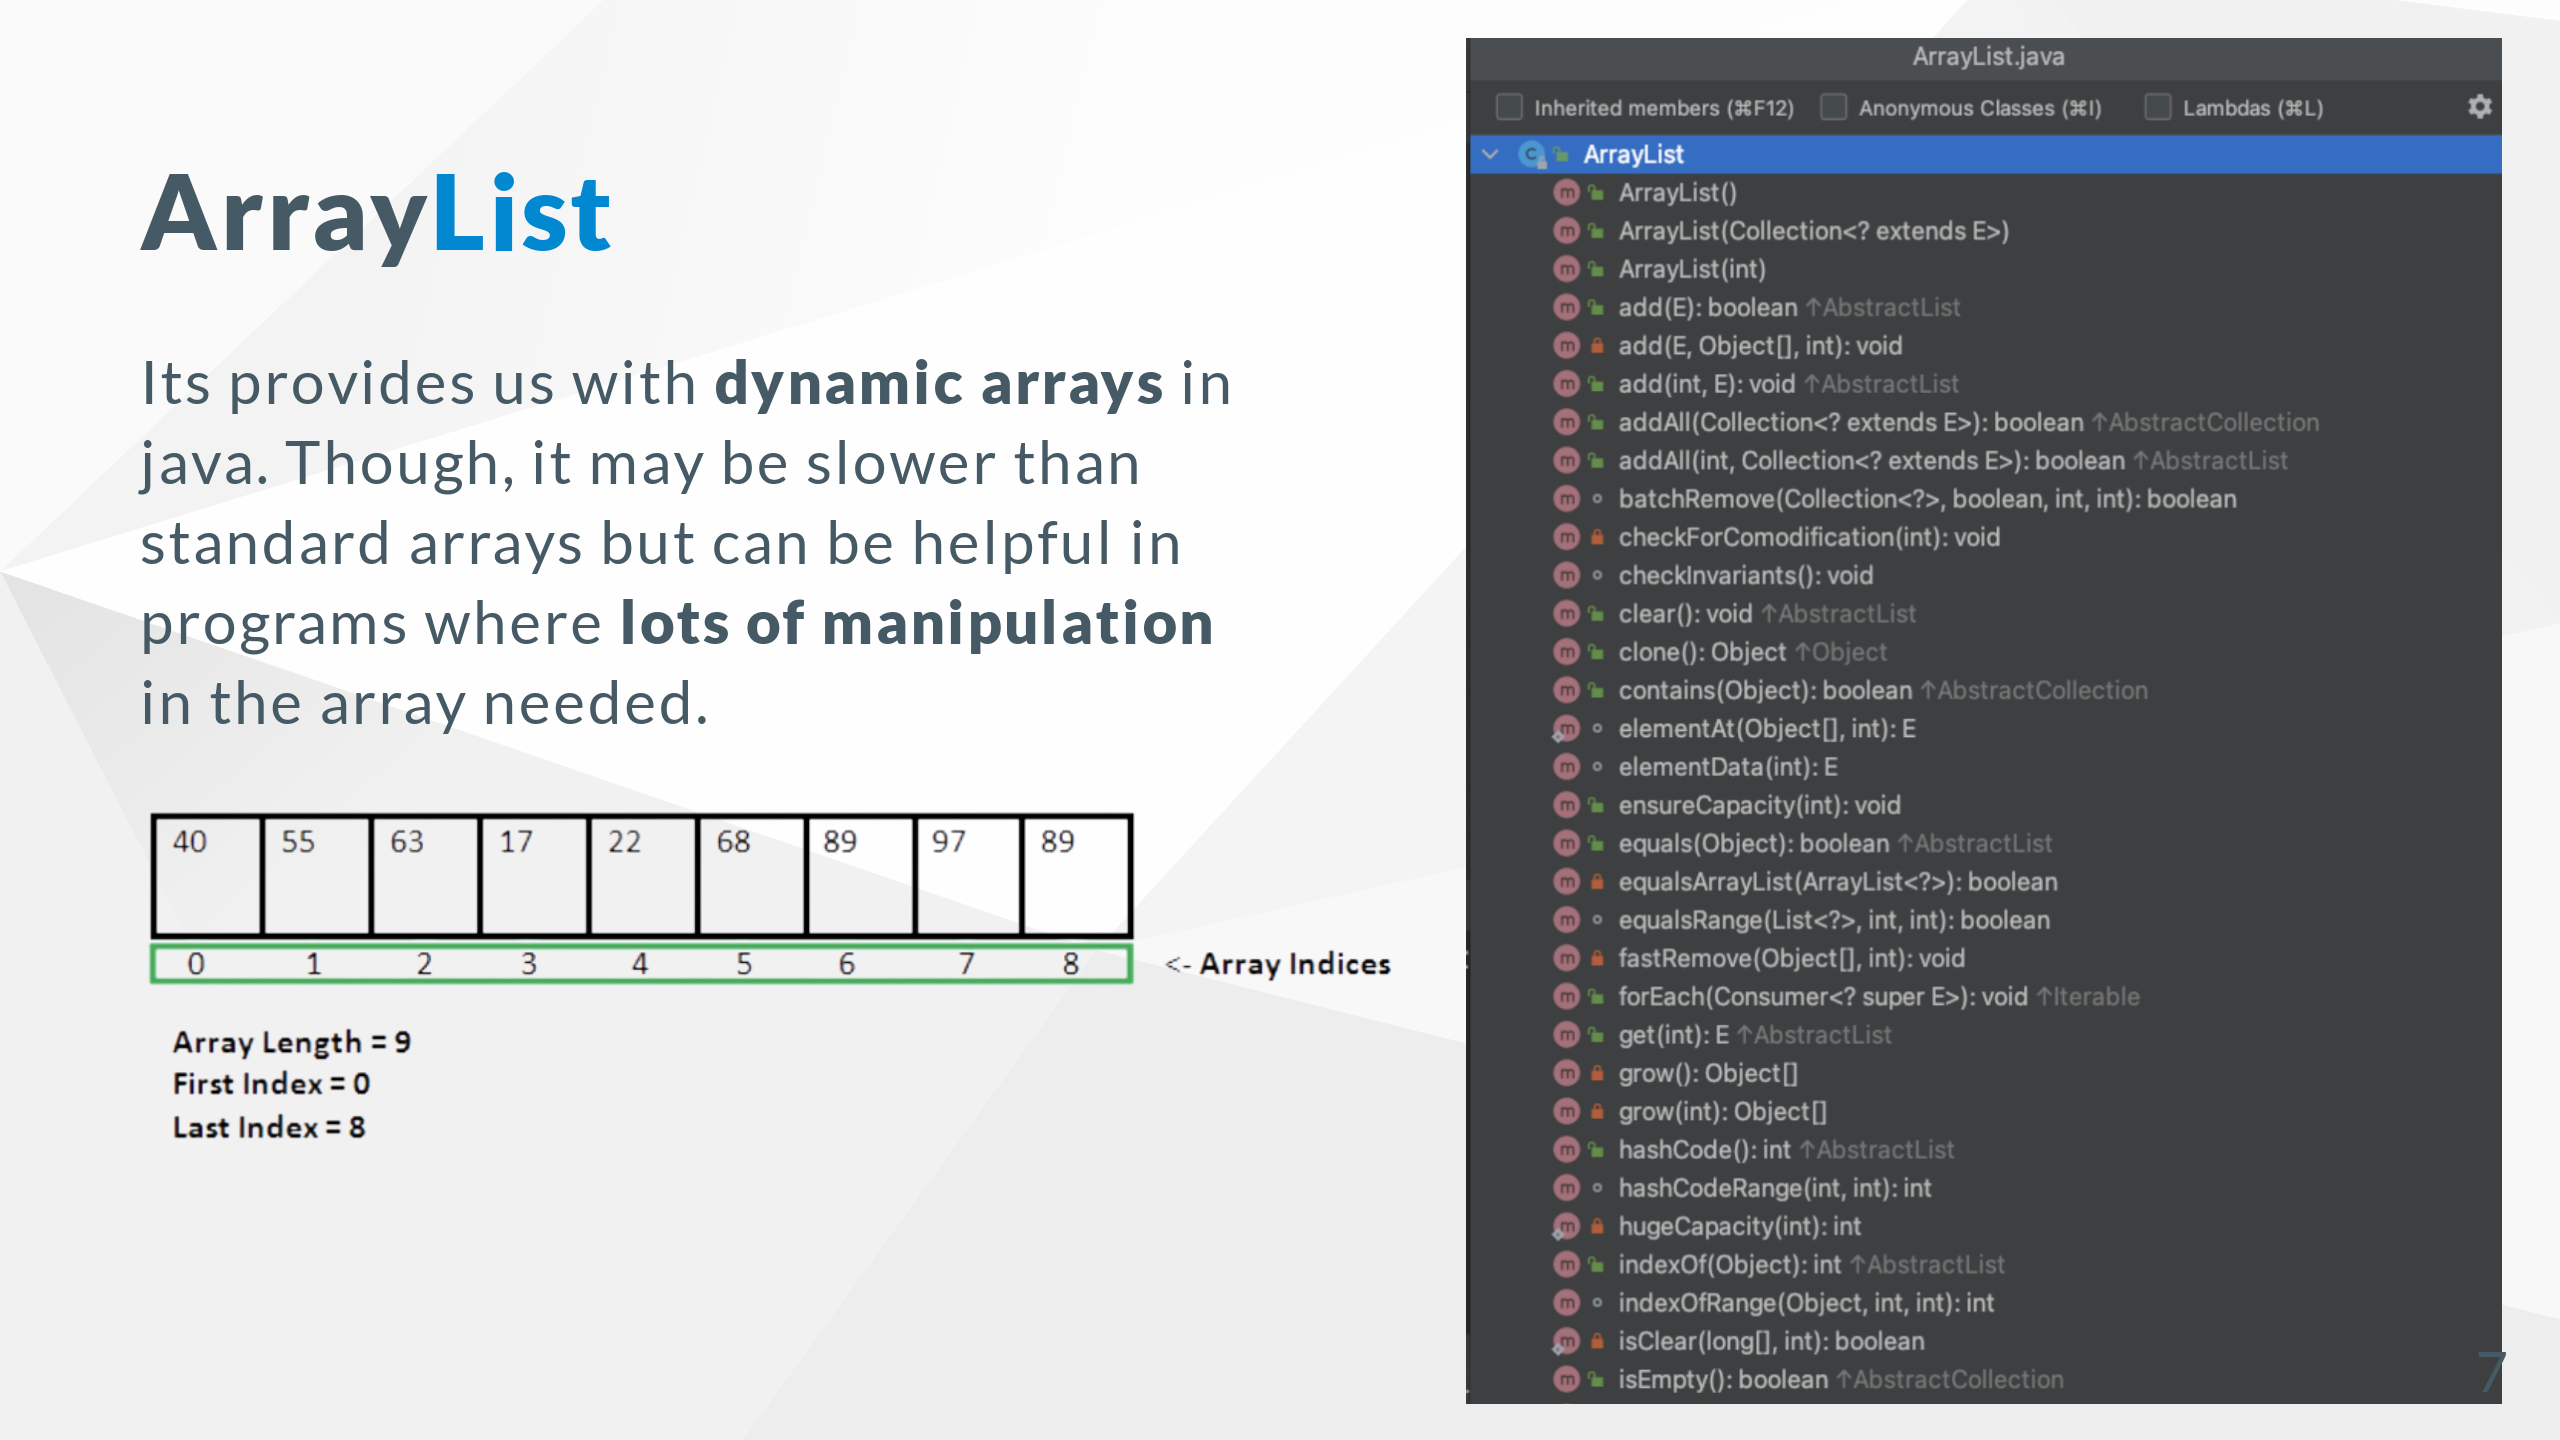 ArrayList
Its provides us with dynamic arrays in
java. Though, it may be slower than
standard arrays but can be helpful in
programs where lots of manipulation
in the array needed.
40 55 63 17 22 68 89 97 89
0 1 2 3 4 5 6 7 8 <- Array Indices
Array Length = 9
First Index = 0
Last Index = 8
ArrayList.java
Inherited members (⌘F12) Anonymous Classes (⌘I) Lambdas (⌘L)
ArrayList
ArrayList()
ArrayList(Collection<? extends E>)
ArrayList(int)
add(E): boolean ↑AbstractList
add(E, Object[], int): void
add(int, E): void ↑AbstractList
addAll(Collection<? extends E>): boolean ↑AbstractCollection
addAll(int, Collection<? extends E>): boolean ↑AbstractList
batchRemove(Collection<?>, boolean, int, int): boolean
checkForComodification(int): void
checkInvariants(): void
clear(): void ↑AbstractList
clone(): Object ↑Object
contains(Object): boolean ↑AbstractCollection
elementAt(Object[], int): E
elementData(int): E
ensureCapacity(int): void
equals(Object): boolean ↑AbstractList
equalsArrayList(ArrayList<?>): boolean
equalsRange(List<?>, int, int): boolean
fastRemove(Object[], int): void
forEach(Consumer<? super E>): void ↑Iterable
get(int): E ↑AbstractList
grow(): Object[]
grow(int): Object[]
hashCode(): int ↑AbstractList
hashCodeRange(int, int): int
hugeCapacity(int): int
indexOf(Object): int ↑AbstractList
indexOfRange(Object, int, int): int
isClear(long[], int): boolean
isEmpty(): boolean ↑AbstractCollection
7